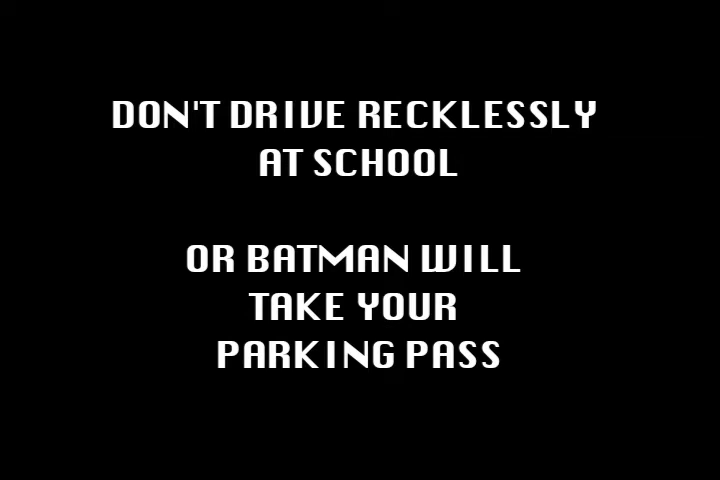 DON'T DRIVE RECKLESSLY
AT SCHOOL
OR BATMAN WILL
TAKE YOUR
PARKING PASS